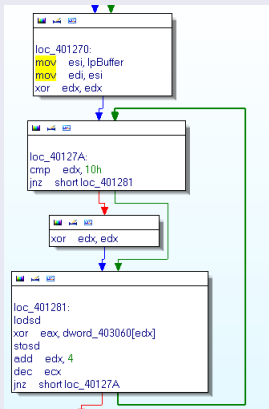 loc_401270:
mov esi, lpBuffer
mov edi, esi
xor edx, edx
loc_40127A:
cmp edx, 10h
jnz short loc_401281
xor edx, edx
loc_401281:
lodsd
xor eax, dword_403060[edx]
stosd
add edx, 4
dec ecx
jnz short loc_40127A